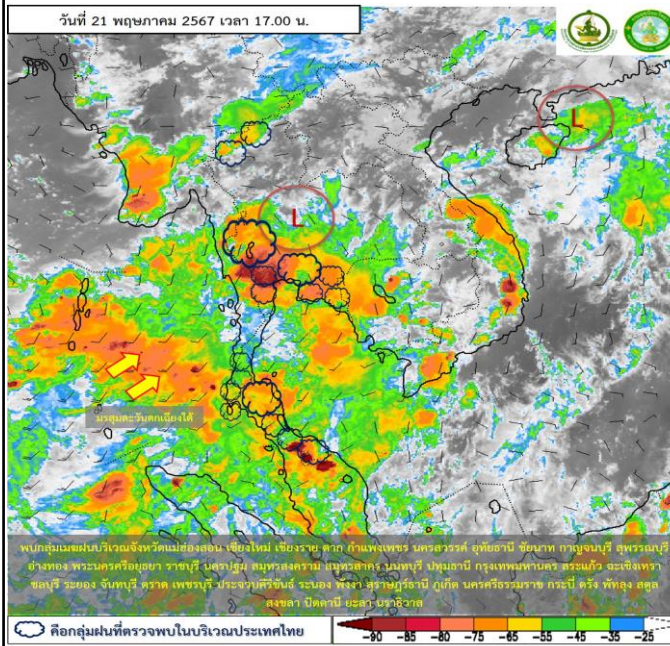 วันที่ 21 พฤษภาคม 2567 เวลา 17.00 น.
L
L
มรสุมตะวันตกเฉียงใต้
พบกลุ่มเมฆฝนบริเวณจังหวัดแม่ฮ่องสอน เชียงใหม่ เชียงราย ตาก กำแพงเพชร นครสวรรค์ อุทัยธานี ชัยนาท กาญจนบุรี สุพรรณบุรี
อ่างทอง พระนครศรีอยุธยา ราชบุรี นครปฐม สมุทรสงคราม สมุทรสาคร นนทบุรี ปทุมธานี กรุงเทพมหานคร สระแก้ว ฉะเชิงเทรา
ชลบุรี ระยอง จันทบุรี ตราด เพชรบุรี ประจวบคีรีขันธ์ ระนอง พังงา สุราษฎร์ธานี ภูเก็ต นครศรีธรรมราช กระบี่ ตรัง พัทลุง สตูล
สงขลา ปัตตานี ยะลา นราธิวาส
คือกลุ่มฝนที่ตรวจพบในบริเวณประเทศไทย
-90 -85 -80 -75 -65 -55 -45 -35 -25